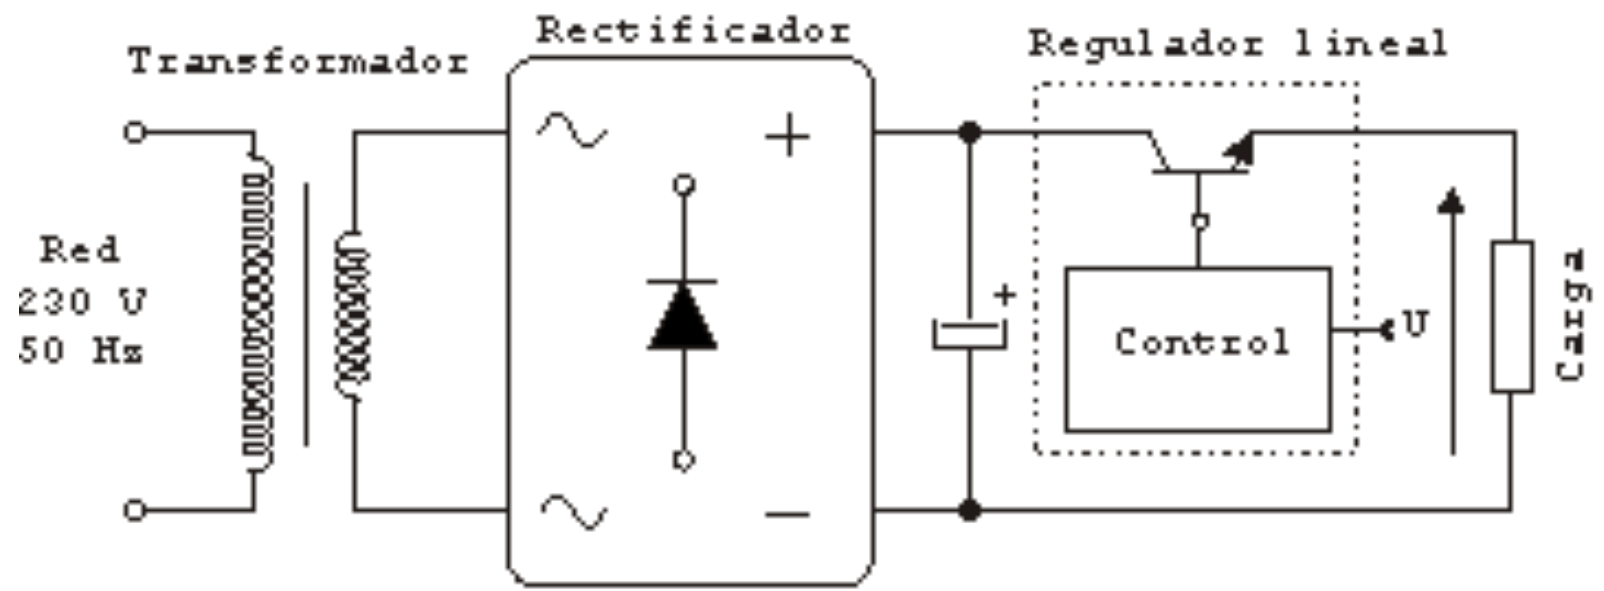 Transformador
Rectificador
Regulador lineal
Red
230 V
50 Hz
+
−
+
Control
U
Carga